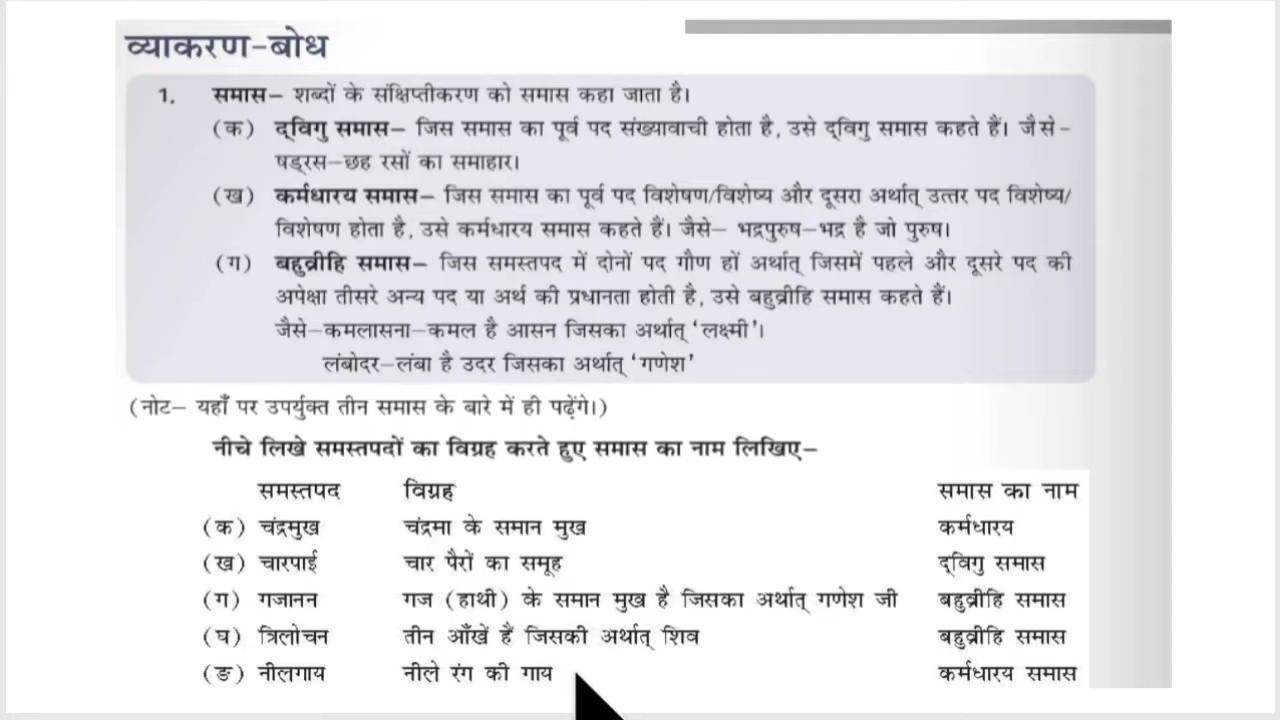 व्याकरण-बोध
1. समास– शब्दों के संक्षिप्तीकरण को समास कहा जाता है।
(क) द्‌विगु समास– जिस समास का पूर्व पद संख्यावाची होता है, उसे द्‌विगु समास कहते हैं। जैसे-
षड्‌रस–छह रसों का समाहार।
(ख) कर्मधारय समास– जिस समास का पूर्व पद विशेषण/विशेष्य और दूसरा अर्थात् उत्तर पद विशेष्य/
विशेषण होता है, उसे कर्मधारय समास कहते हैं। जैसे– भद्रपुरुष–भद्र है जो पुरुष।
(ग) बहुव्रीहि समास– जिस समस्तपद में दोनों पद गौण हों अर्थात् जिसमें पहले और दूसरे पद की
अपेक्षा तीसरे अन्य पद या अर्थ की प्रधानता होती है, उसे बहुव्रीहि समास कहते हैं।
जैसे–कमलासना–कमल है आसन जिसका अर्थात् 'लक्ष्मी'।
लंबोदर–लंबा है उदर जिसका अर्थात् 'गणेश'
(नोट– यहाँ पर उपर्युक्त तीन समास के बारे में ही पढ़ेंगे।)
नीचे लिखे समस्तपदों का विग्रह करते हुए समास का नाम लिखिए–
समस्तपद विग्रह समास का नाम
(क) चंद्रमुख चंद्रमा के समान मुख कर्मधारय
(ख) चारपाई चार पैरों का समूह द्‌विगु समास
(ग) गजानन गज (हाथी) के समान मुख है जिसका अर्थात् गणेश जी बहुव्रीहि समास
(घ) त्रिलोचन तीन आँखें हैं जिसकी अर्थात् शिव बहुव्रीहि समास
(ङ) नीलगाय नीले रंग की गाय कर्मधारय समास